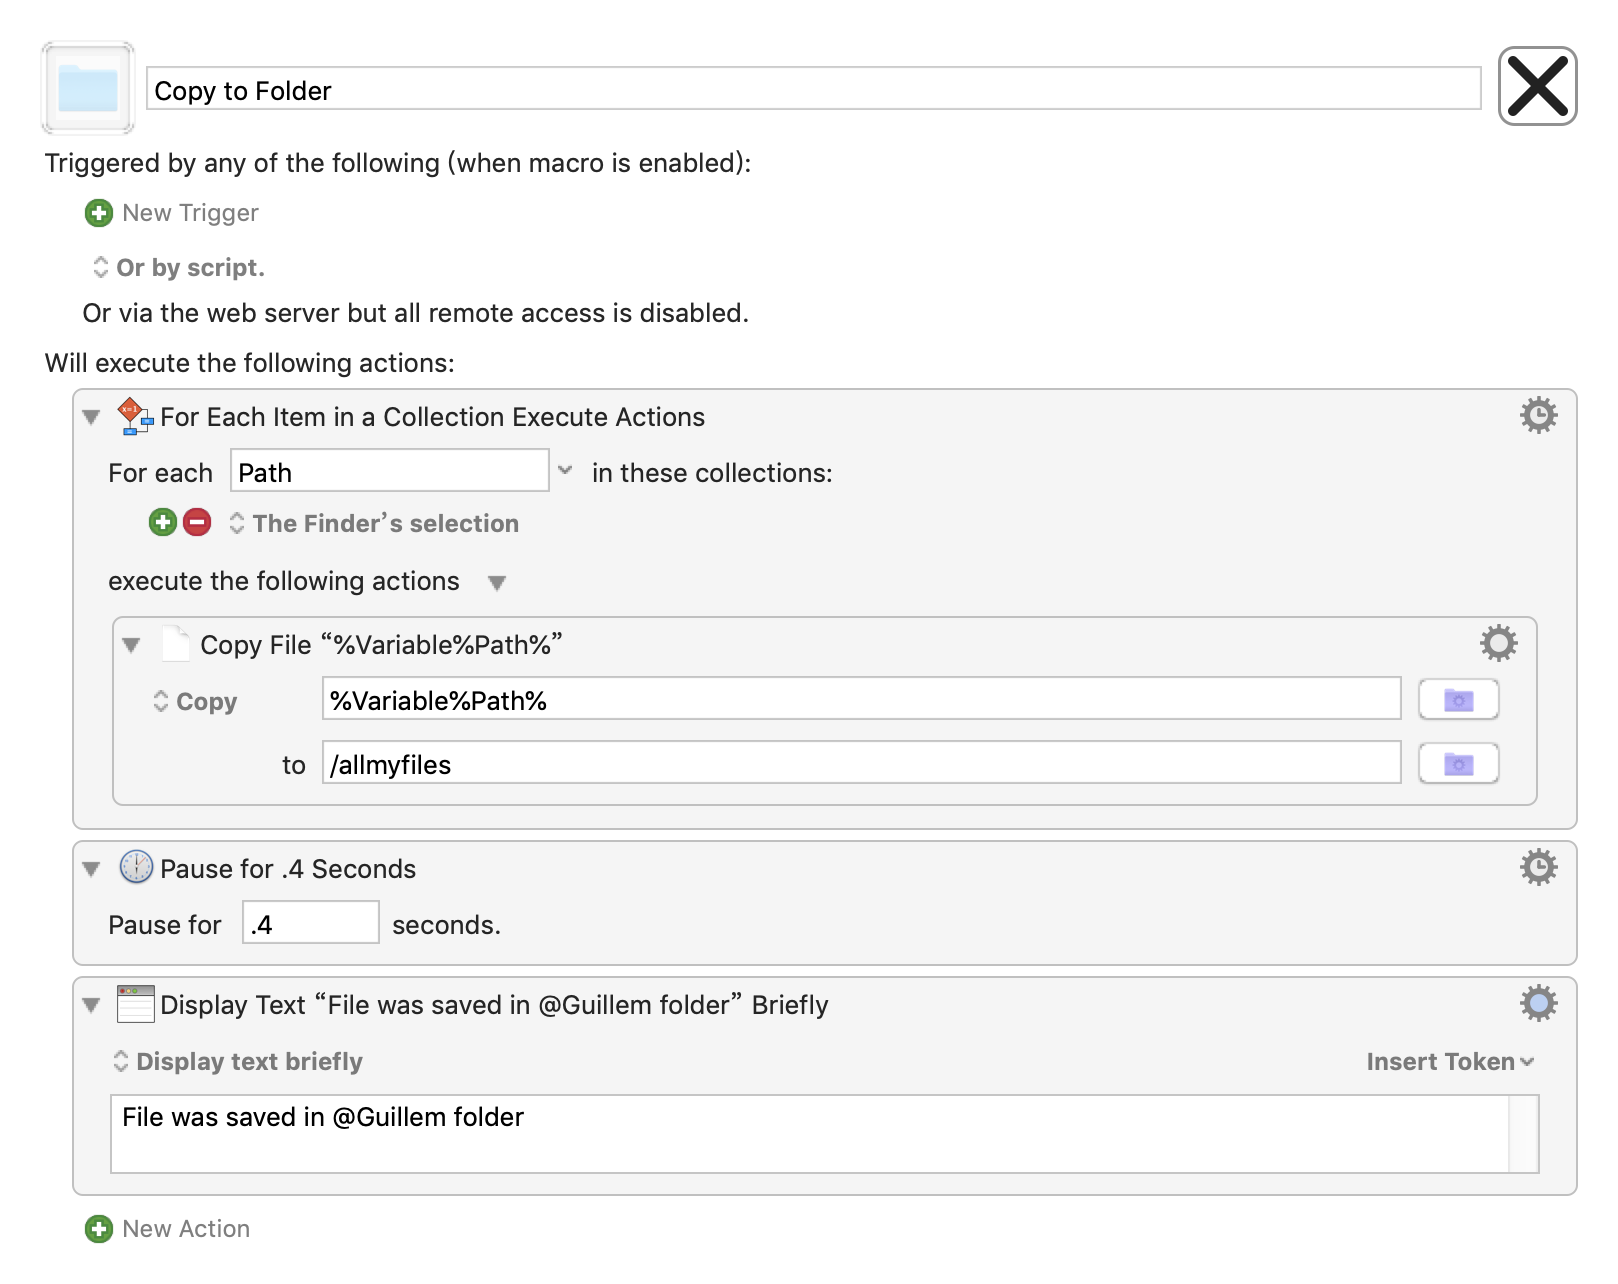 Copy to Folder
Triggered by any of the following (when macro is enabled):
New Trigger
Or by script.
Or via the web server but all remote access is disabled.
Will execute the following actions:
x=1
For Each Item in a Collection Execute Actions
For each Path in these collections:
The Finder’s selection
execute the following actions
Copy File “%Variable%Path%”
Copy %Variable%Path%
to /allmyfiles
Pause for .4 Seconds
Pause for .4 seconds.
Display Text “File was saved in @Guillem folder” Briefly
Display text briefly Insert Token
File was saved in @Guillem folder
New Action